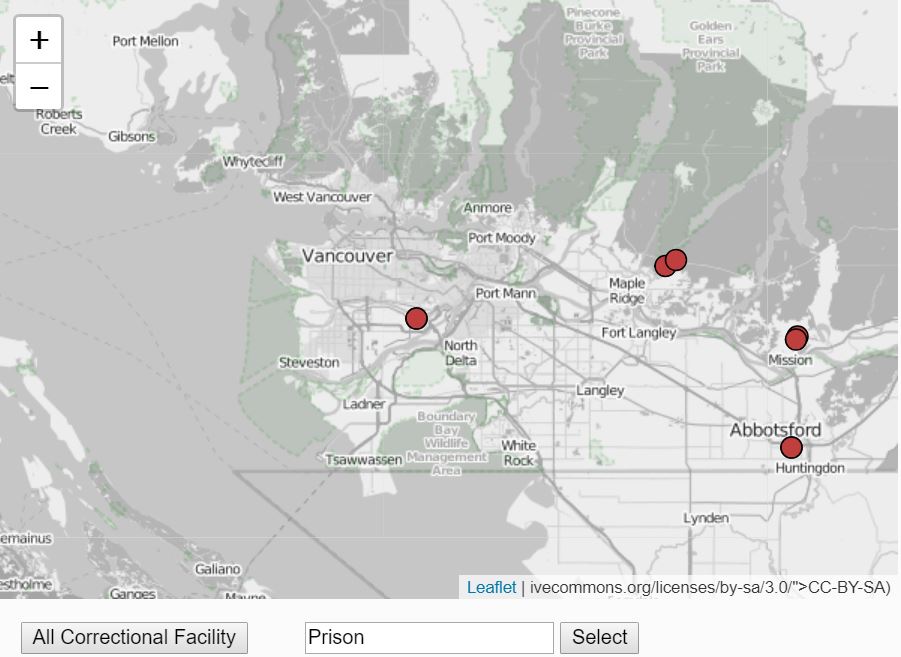 +
−
Port Mellon
Pinecone
Burke
Provincial
Park
Golden
Ears
Provincial
Park
elt
Roberts
Creek
Gibsons
Whytecliff
West Vancouver
Anmore
Port Moody
Vancouver
Port Mann
Maple
Ridge
Fort Langley
North
Delta
Mission
Steveston
Langley
Ladner
Boundary
Bay
Wildlife
Management
Area
White
Rock
Abbotsford
Tsawwassen
Huntingdon
Lynden
emainus
Galiano
estholme
Ganges
Mayne
Leaflet | ivecommons.org/licenses/by-sa/3.0/">CC-BY-SA)
All Correctional Facility
Prison
Select